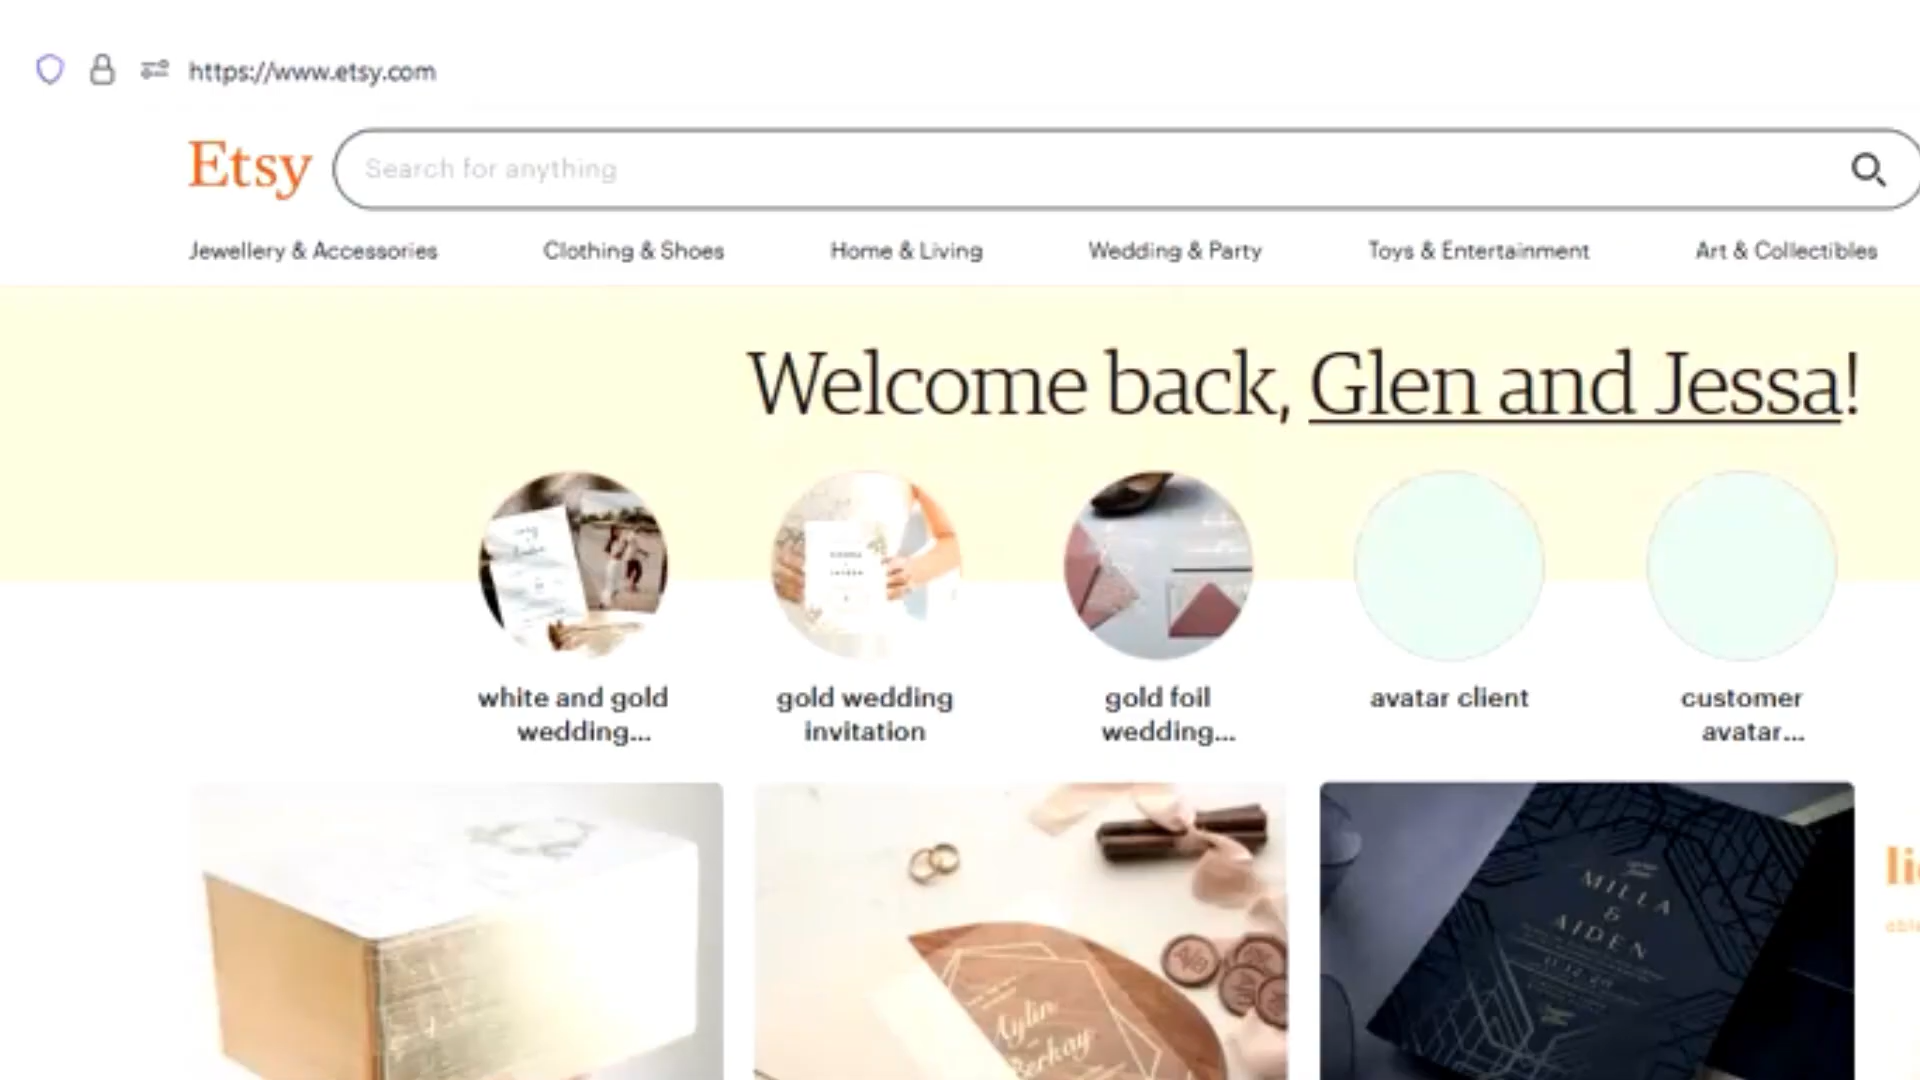 https://www.etsy.com
Etsy
Search for anything
Jewellery & Accessories
Clothing & Shoes
Home & Living
Wedding & Party
Toys & Entertainment
Art & Collectibles
Welcome back, Glen and Jessa!
white and gold
wedding...
gold wedding
invitation
gold foil
wedding...
avatar client
customer
avatar...
Aylin
Berkay
MILLA
&
AIDEN